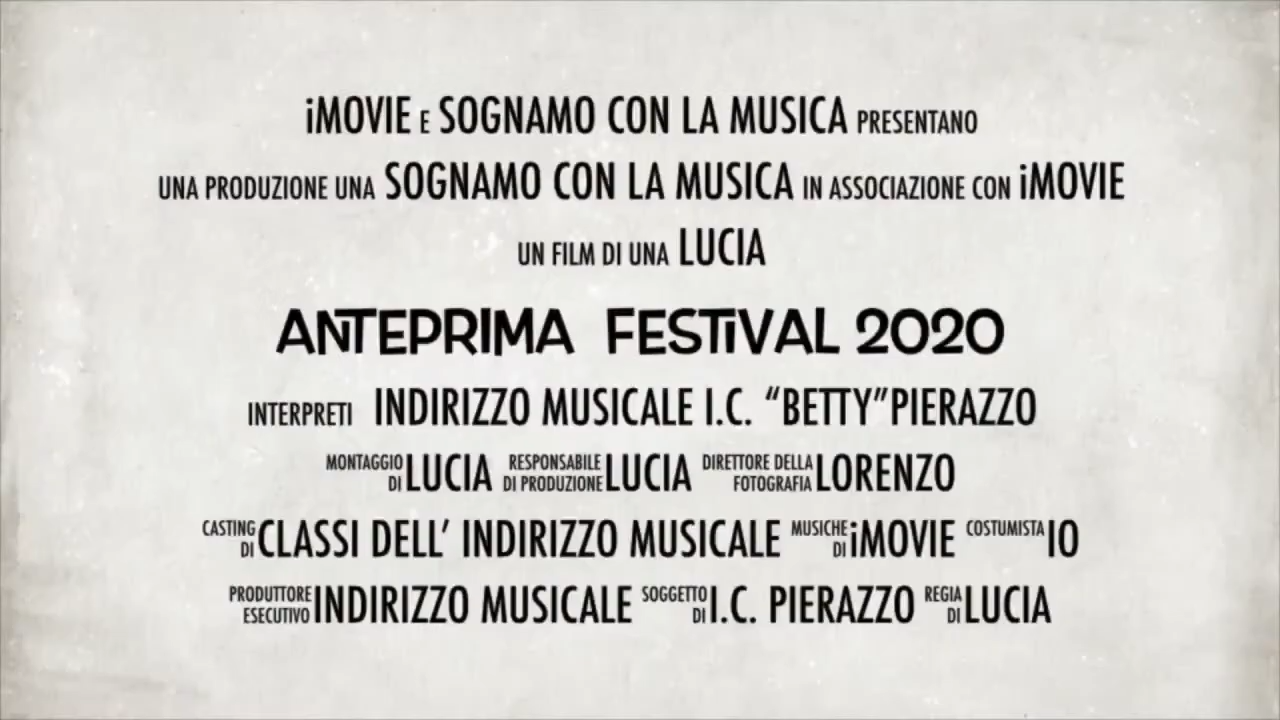 iMOVIE E SOGNAMO CON LA MUSICA PRESENTANO
UNA PRODUZIONE UNA SOGNAMO CON LA MUSICA IN ASSOCIAZIONE CON iMOVIE
UN FILM DI UNA LUCIA
ANTEPRIMA FESTIVAL 2020
INTERPRETI INDIRIZZO MUSICALE I.C. “BETTY”PIERAZZO
MONTAGGIO DI LUCIA RESPONSABILE DI PRODUZIONE LUCIA DIRETTORE DELLA FOTOGRAFIA LORENZO
CASTING DI CLASSI DELL’ INDIRIZZO MUSICALE MUSICHE DI iMOVIE COSTUMISTA IO
PRODUTTORE ESECUTIVO INDIRIZZO MUSICALE SOGGETTO DI I.C. PIERAZZO REGIA DI LUCIA